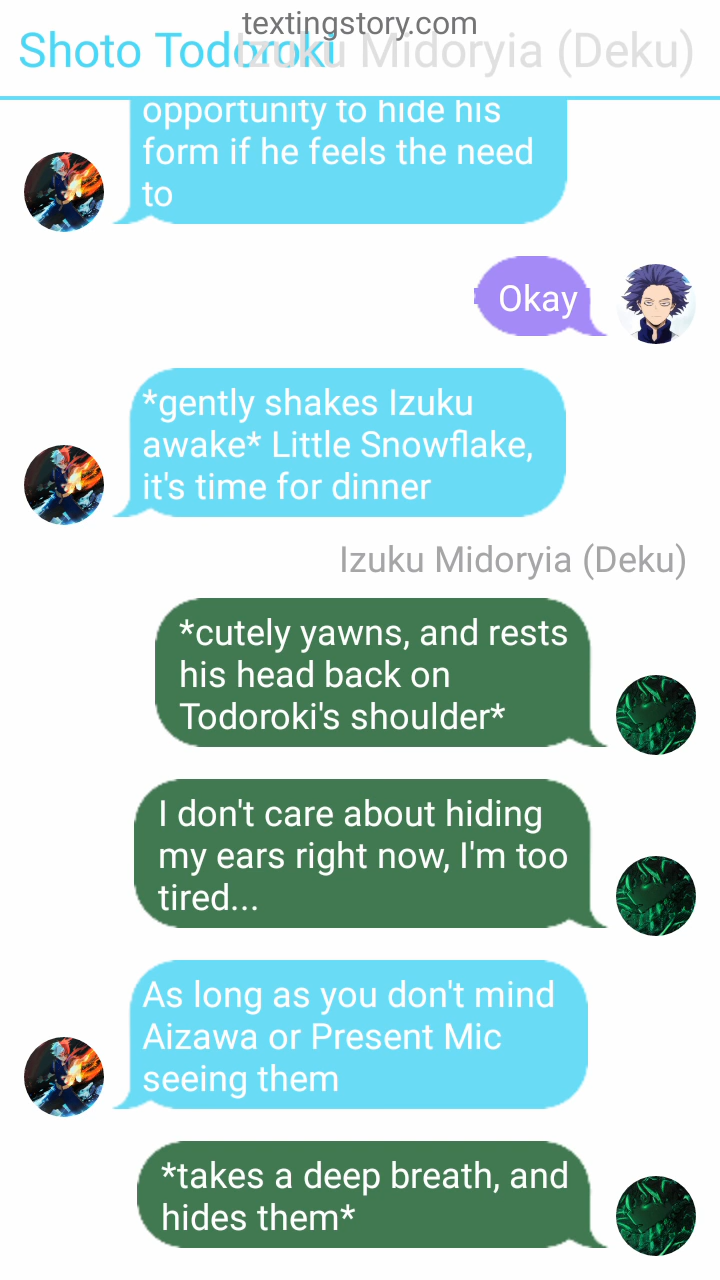 textingstory.com
Shoto Todoroki
Izuku Midoryia (Deku)
opportunity to hide his
form if he feels the need
to
Okay
*gently shakes Izuku
awake* Little Snowflake,
it's time for dinner
Izuku Midoryia (Deku)
*cutely yawns, and rests
his head back on
Todoroki's shoulder*
I don't care about hiding
my ears right now, I'm too
tired...
As long as you don't mind
Aizawa or Present Mic
seeing them
*takes a deep breath, and
hides them*